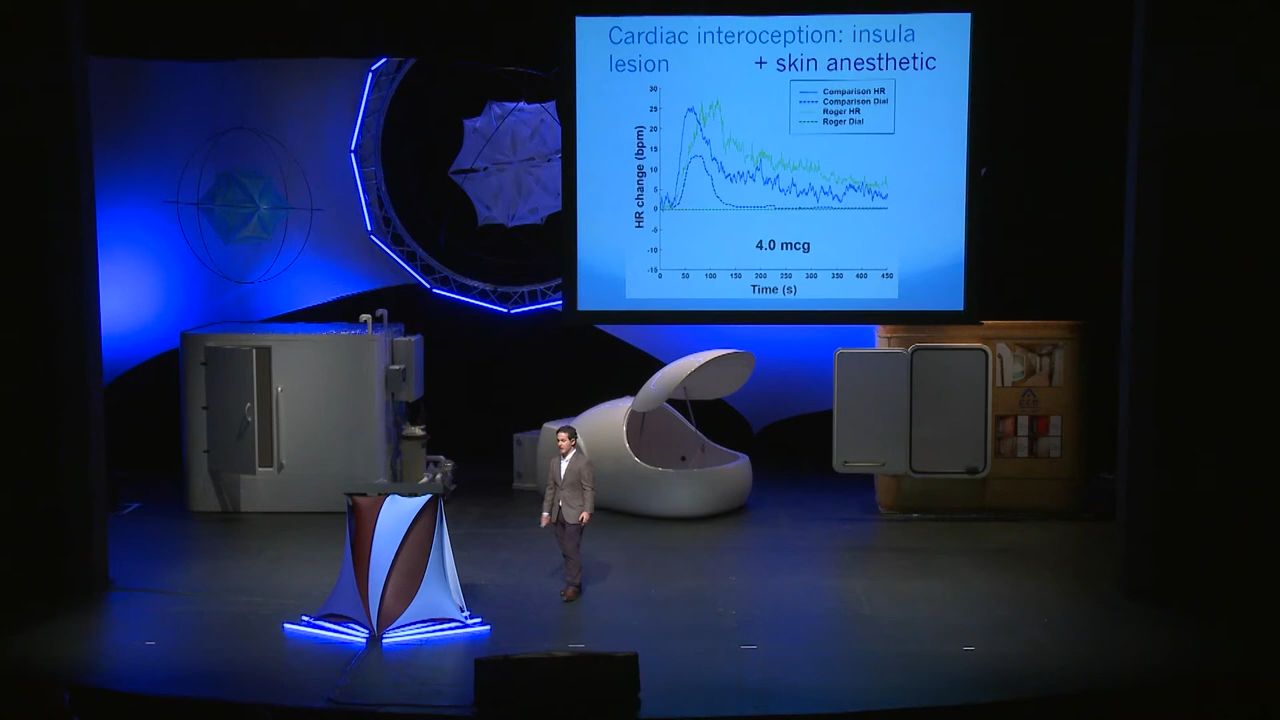 Cardiac interoception: insula
lesion + skin anesthetic
Comparison HR
Comparison Dial
Roger HR
Roger Dial
30
25
20
15
10
5
0
-5
-10
-15
HR change (bpm)
4.0 mcg
0 50 100 150 200 250 300 350 400 450
Time (s)